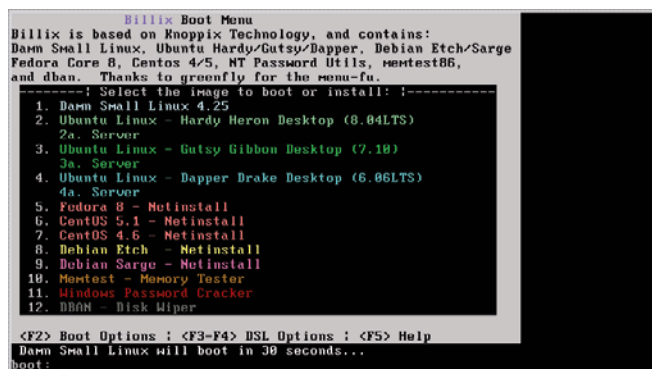 Billix Boot Menu
Billix is based on Knoppix Technology, and contains:
Damn Small Linux, Ubuntu Hardy/Gutsy/Dapper, Debian Etch/Sarge
Fedora Core 8, Centos 4/5, NT Password Utils, memtest86,
and dban. Thanks to greenfly for the menu-fu.
--------¦ Select the image to boot or install: ¦-----------
1. Damn Small Linux 4.25
2. Ubuntu Linux - Hardy Heron Desktop (8.04LTS)
2a. Server
3. Ubuntu Linux - Gutsy Gibbon Desktop (7.10)
3a. Server
4. Ubuntu Linux - Dapper Drake Desktop (6.06LTS)
4a. Server
5. Fedora 8 - Netinstall
6. CentOS 5.1 - Netinstall
7. CentOS 4.6 - Netinstall
8. Debian Etch - Netinstall
9. Debian Sarge - Netinstall
10. Memtest - Memory Tester
11. Windows Password Cracker
12. DBAN - Disk Wiper
<F2> Boot Options ¦ <F3-F4> DSL Options ¦ <F5> Help
Damn Small Linux will boot in 30 seconds...
boot: